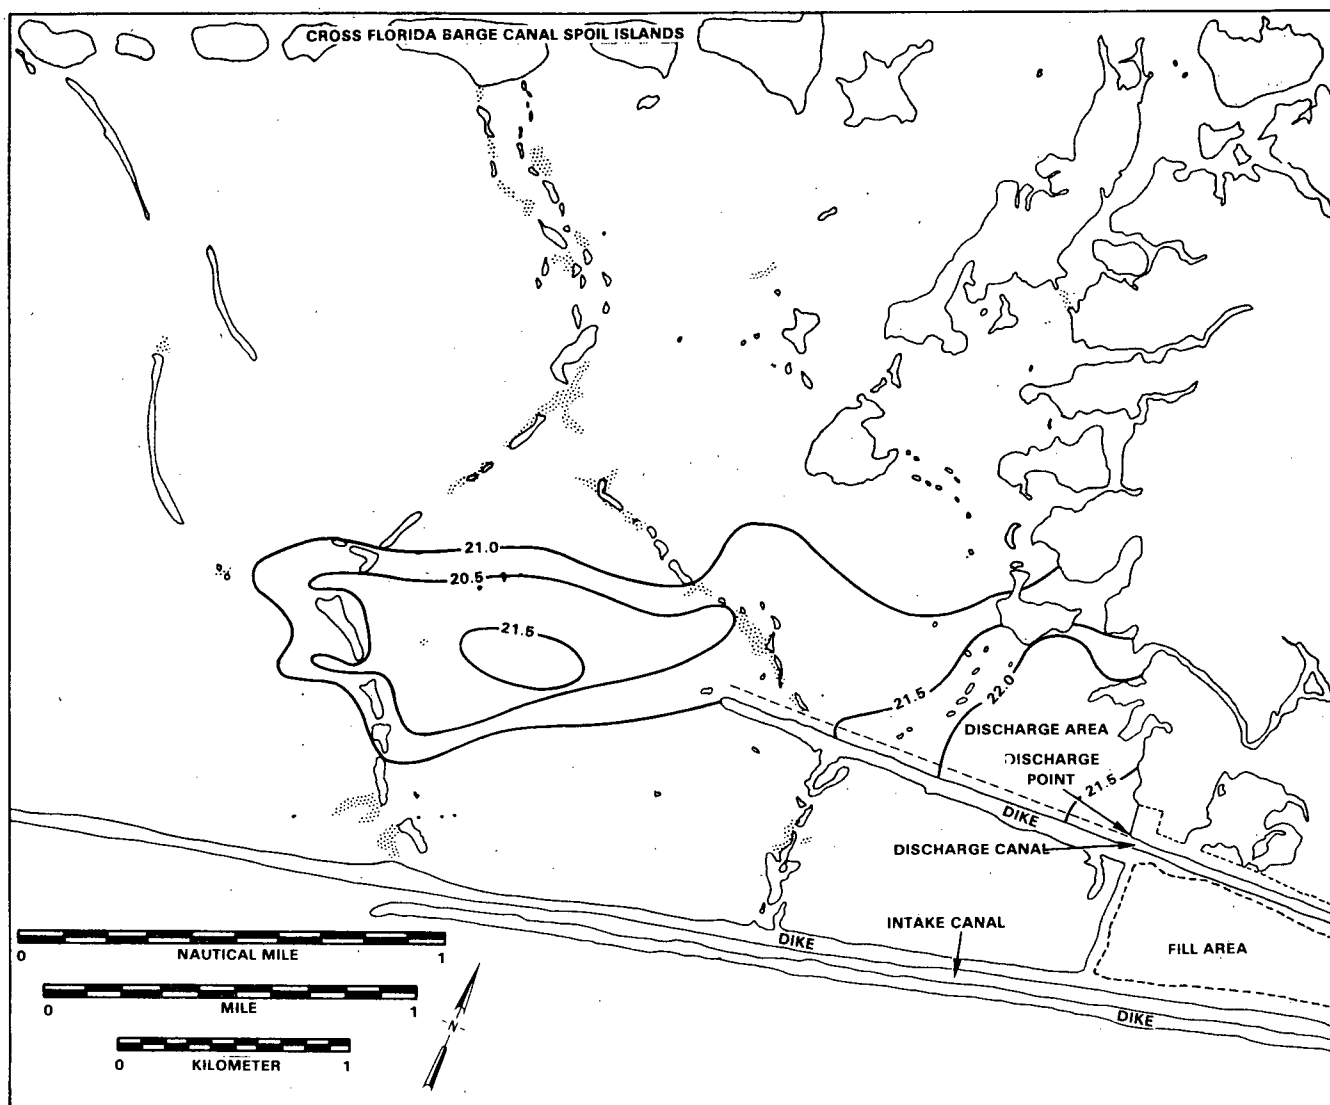 CROSS FLORIDA BARGE CANAL SPOIL ISLANDS
21.0
20.5
21.5
21.5
22.0
DISCHARGE AREA
DISCHARGE
POINT
21.5
DIKE
DISCHARGE CANAL
INTAKE CANAL
DIKE
FILL AREA
DIKE
0 NAUTICAL MILE 1
0 MILE 1
0 KILOMETER 1
N